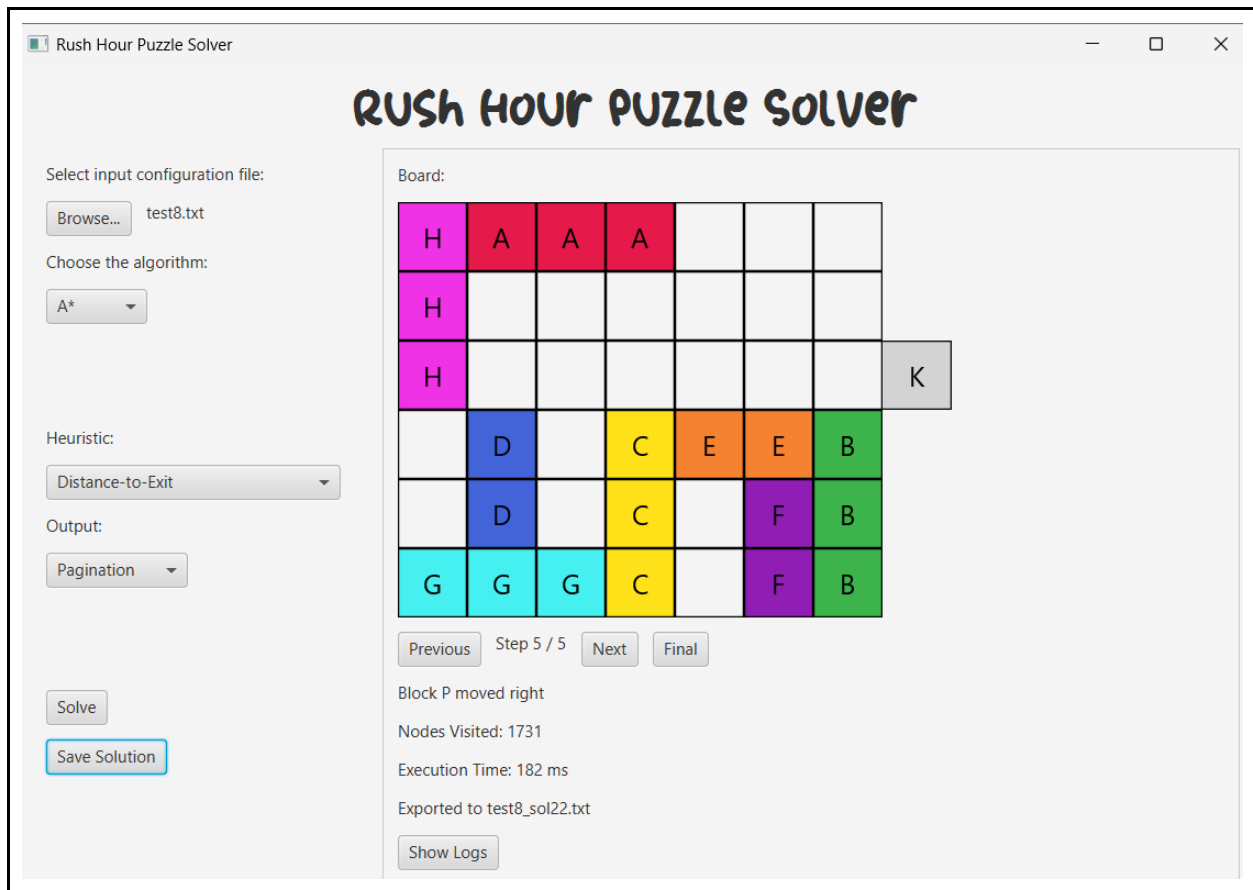 Rush Hour Puzzle Solver
Rush Hour Puzzle Solver
Select input configuration file:
Browse... test8.txt
Choose the algorithm:
A*
Heuristic:
Distance-to-Exit
Output:
Pagination
Solve
Save Solution
Board:
H A A A
H
H K
D C E E B
D C F B
G G G C F B
Previous Step 5 / 5 Next Final
Block P moved right
Nodes Visited: 1731
Execution Time: 182 ms
Exported to test8_sol22.txt
Show Logs